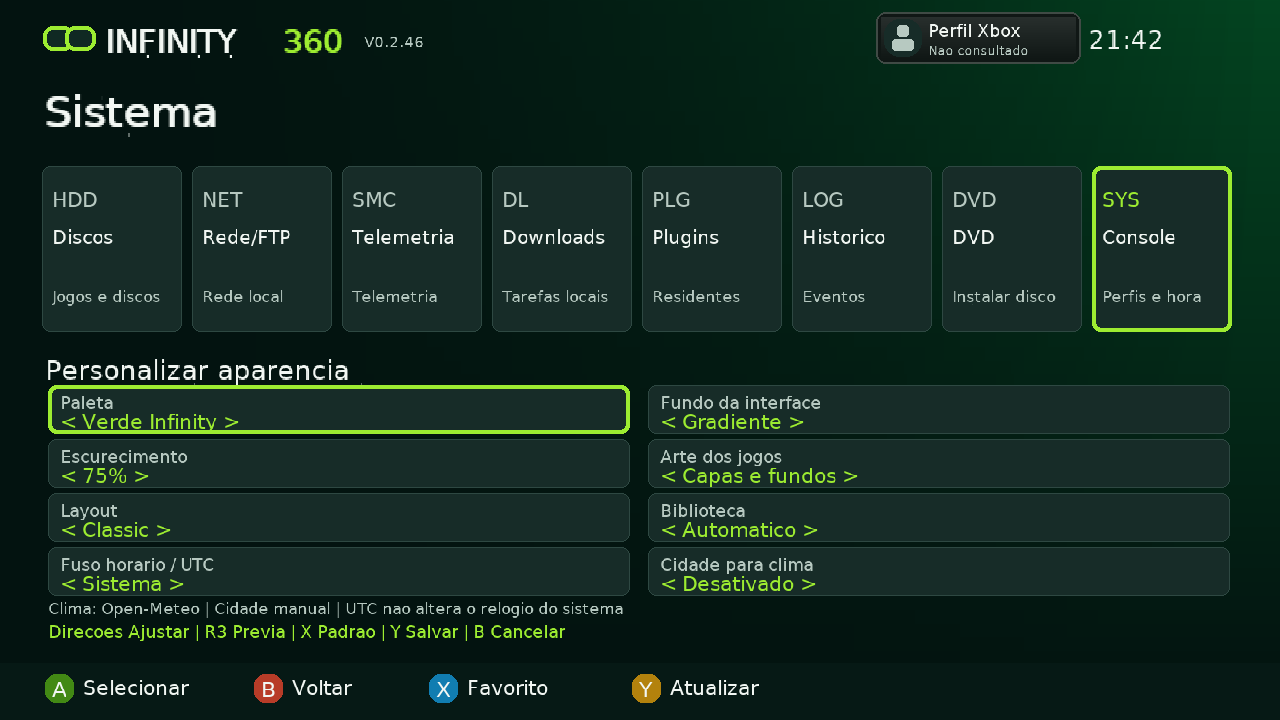 INFINITY 360 V0.2.46
Perfil Xbox
Nao consultado
21:42
Sistema
HDD
Discos
Jogos e discos
NET
Rede/FTP
Rede local
SMC
Telemetria
Telemetria
DL
Downloads
Tarefas locais
PLG
Plugins
Residentes
LOG
Historico
Eventos
DVD
DVD
Instalar disco
SYS
Console
Perfis e hora
Personalizar aparencia
Paleta
< Verde Infinity >
Fundo da interface
< Gradiente >
Escurecimento
< 75% >
Arte dos jogos
< Capas e fundos >
Layout
< Classic >
Biblioteca
< Automatico >
Fuso horario / UTC
< Sistema >
Cidade para clima
< Desativado >
Clima: Open-Meteo | Cidade manual | UTC nao altera o relogio do sistema
Direcoes Ajustar | R3 Previa | X Padrao | Y Salvar | B Cancelar
A Selecionar
B Voltar
X Favorito
Y Atualizar